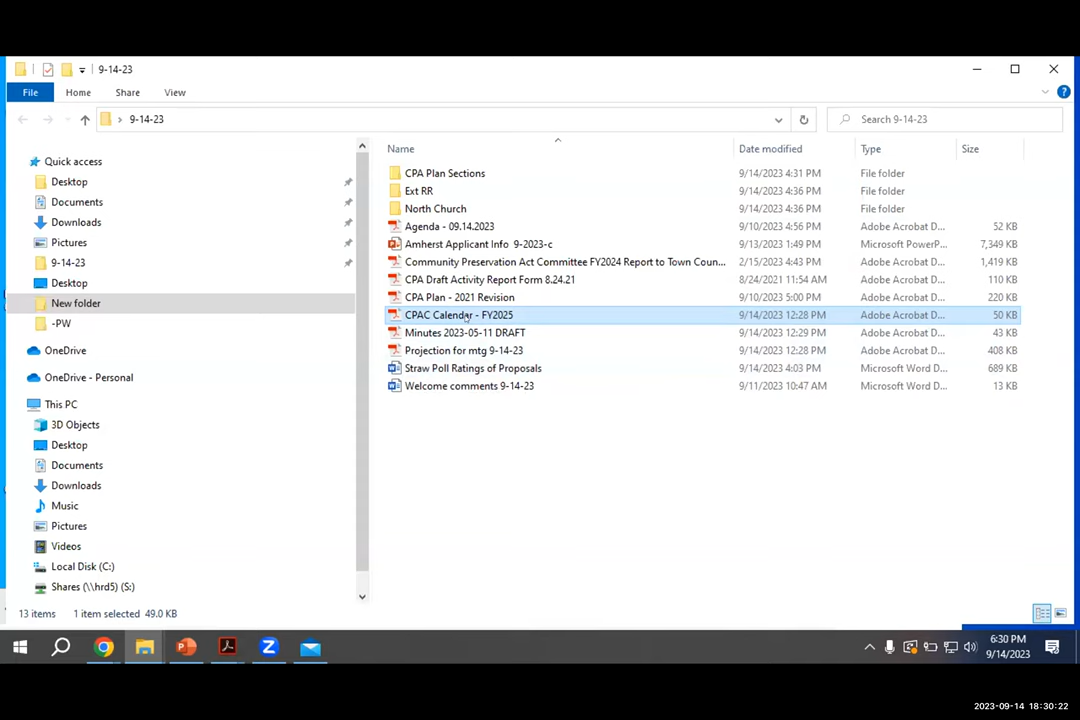 9-14-23
File Home Share View
9-14-23
Search 9-14-23
Quick access
Desktop
Documents
Downloads
Pictures
9-14-23
Desktop
New folder
-PW
OneDrive
OneDrive - Personal
This PC
3D Objects
Desktop
Documents
Downloads
Music
Pictures
Videos
Local Disk (C:)
Shares (\\hrd5) (S:)
Name Date modified Type Size
CPA Plan Sections 9/14/2023 4:31 PM File folder
Ext RR 9/14/2023 4:36 PM File folder
North Church 9/14/2023 4:36 PM File folder
Agenda - 09.14.2023 9/10/2023 4:56 PM Adobe Acrobat D... 52 KB
Amherst Applicant Info 9-2023-c 9/13/2023 1:49 PM Microsoft PowerP... 7,349 KB
Community Preservation Act Committee FY2024 Report to Town Coun... 2/15/2023 4:43 PM Adobe Acrobat D... 1,419 KB
CPA Draft Activity Report Form 8.24.21 8/24/2021 11:54 AM Adobe Acrobat D... 110 KB
CPA Plan - 2021 Revision 9/10/2023 5:00 PM Adobe Acrobat D... 220 KB
CPAC Calendar - FY2025 9/14/2023 12:28 PM Adobe Acrobat D... 50 KB
Minutes 2023-05-11 DRAFT 9/14/2023 12:29 PM Adobe Acrobat D... 43 KB
Projection for mtg 9-14-23 9/14/2023 12:28 PM Adobe Acrobat D... 408 KB
Straw Poll Ratings of Proposals 9/14/2023 4:03 PM Microsoft Word D... 689 KB
Welcome comments 9-14-23 9/11/2023 10:47 AM Microsoft Word D... 13 KB
13 items 1 item selected 49.0 KB
6:30 PM
9/14/2023
2023-09-14 18:30:22